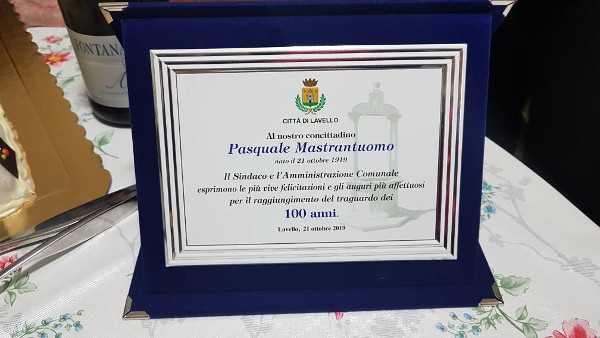 FONTANA
CITTÀ DI LAVELLO
Al nostro concittadino
Pasquale Mastrantuomo
nato il 21 ottobre 1919
Il Sindaco e l'Amministrazione Comunale
esprimono le più vive felicitazioni e gli auguri più affettuosi
per il raggiungimento del traguardo dei
100 anni.
Lavello, 21 ottobre 2019